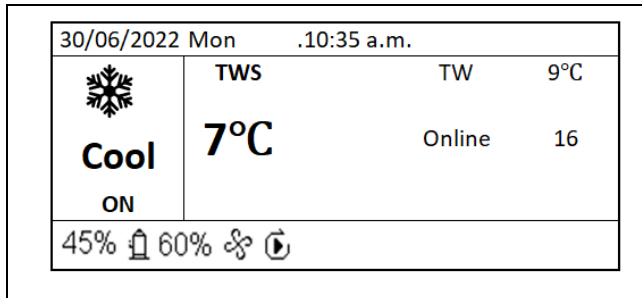 30/06/2022 Mon .10:35 a.m.
TWS TW 9℃
7℃ Online 16
Cool
ON
45% 60%